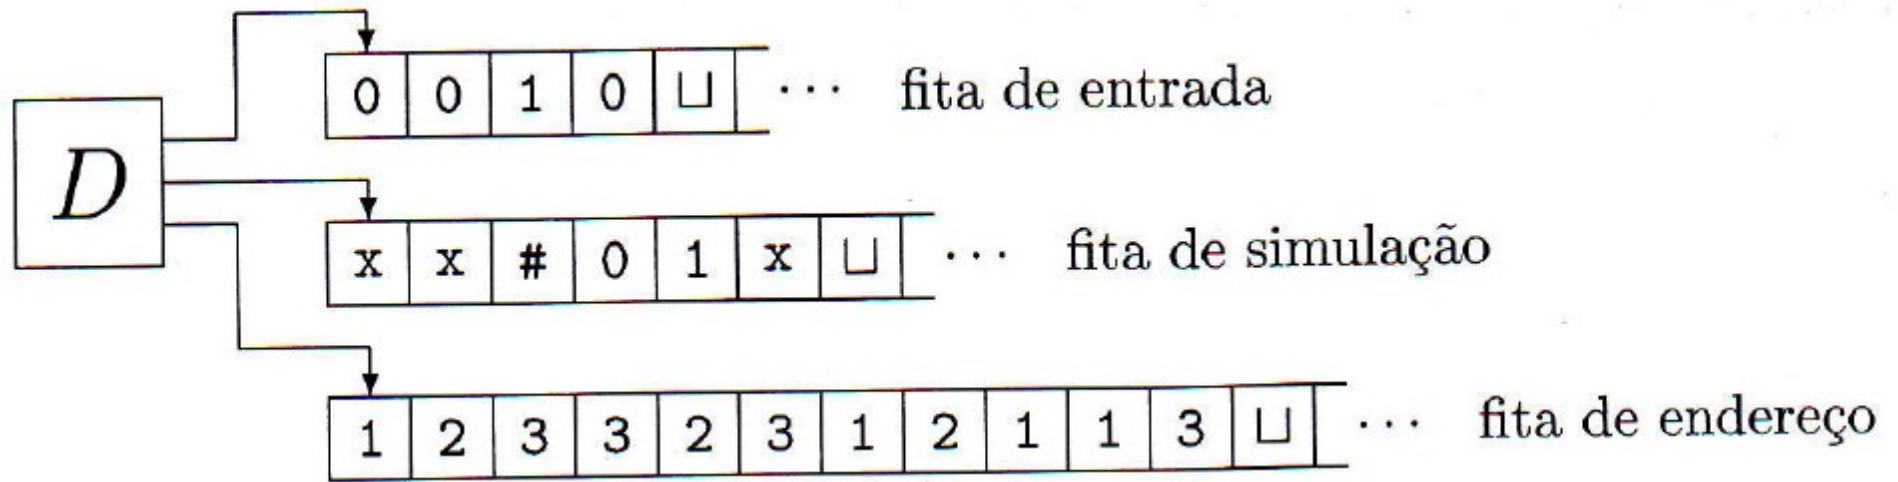 0 0 1 0 ⊔ ··· fita de entrada
D
x x # 0 1 x ⊔ ··· fita de simulação
1 2 3 3 2 3 1 2 1 1 3 ⊔ ··· fita de endereço